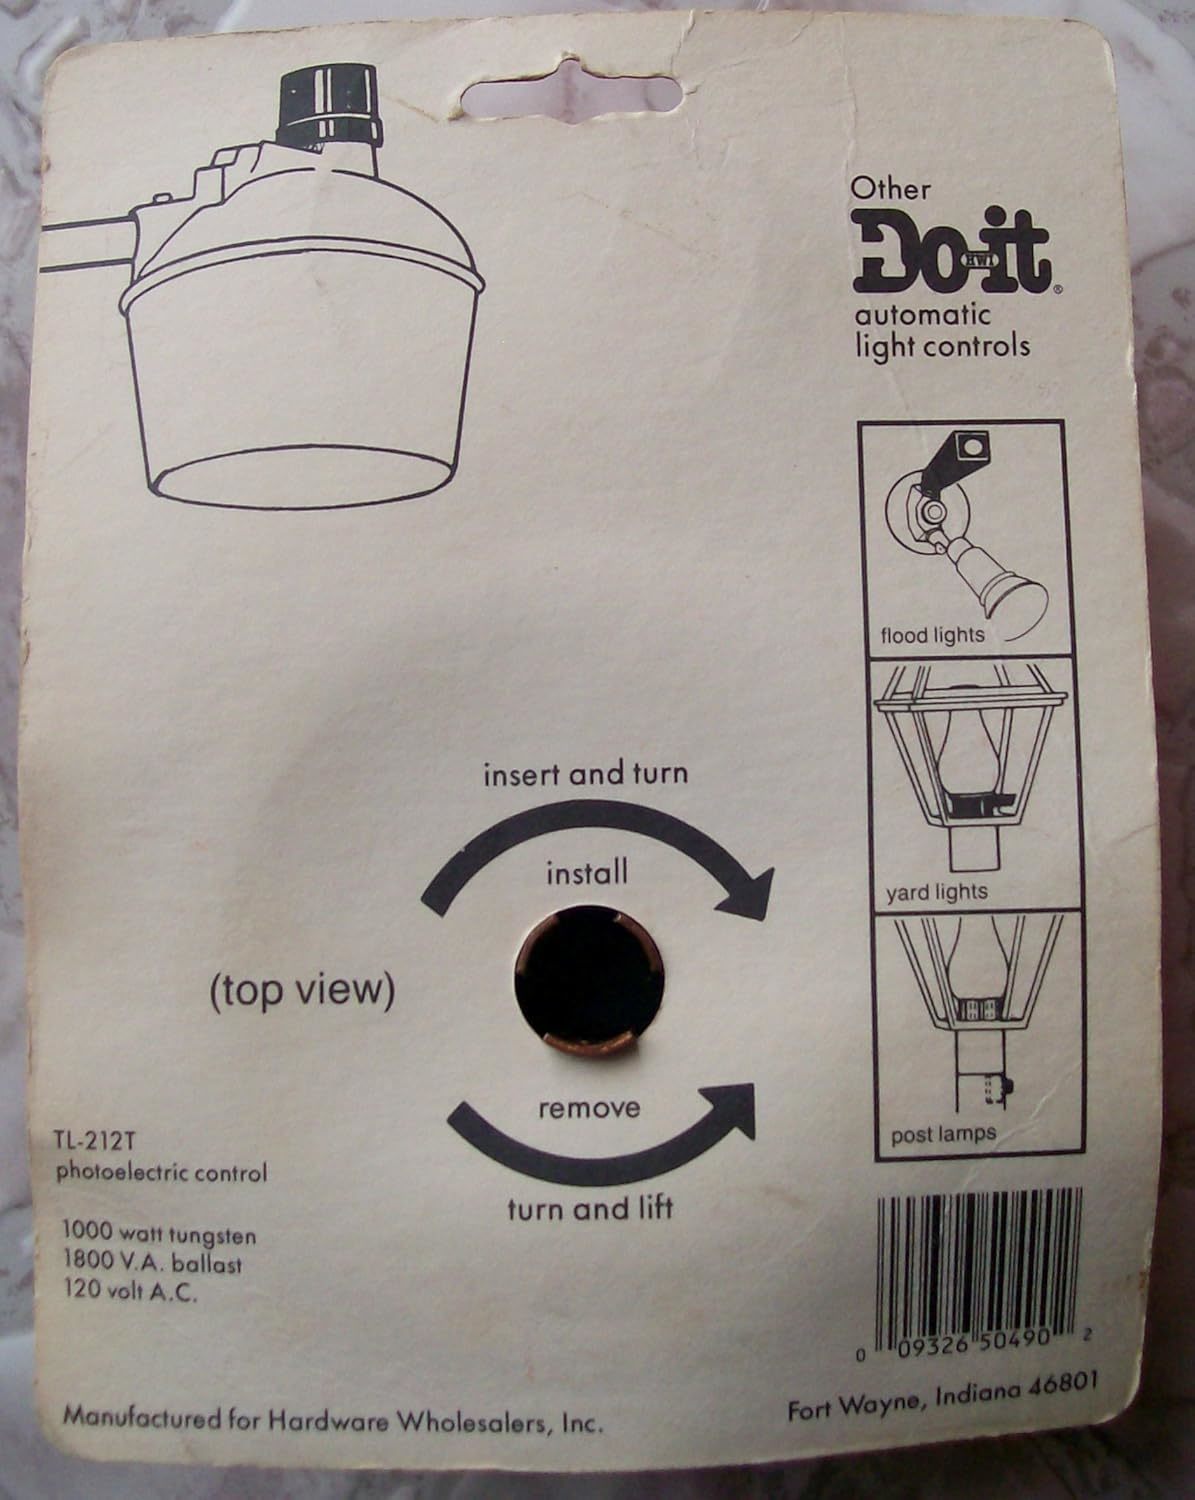 Other
Do it
HWI
®
automatic
light controls
flood lights
yard lights
post lamps
insert and turn
install
(top view)
remove
turn and lift
TL-212T
photoelectric control
1000 watt tungsten
1800 V.A. ballast
120 volt A.C.
0 09326 50490 2
Manufactured for Hardware Wholesalers, Inc. Fort Wayne, Indiana 46801